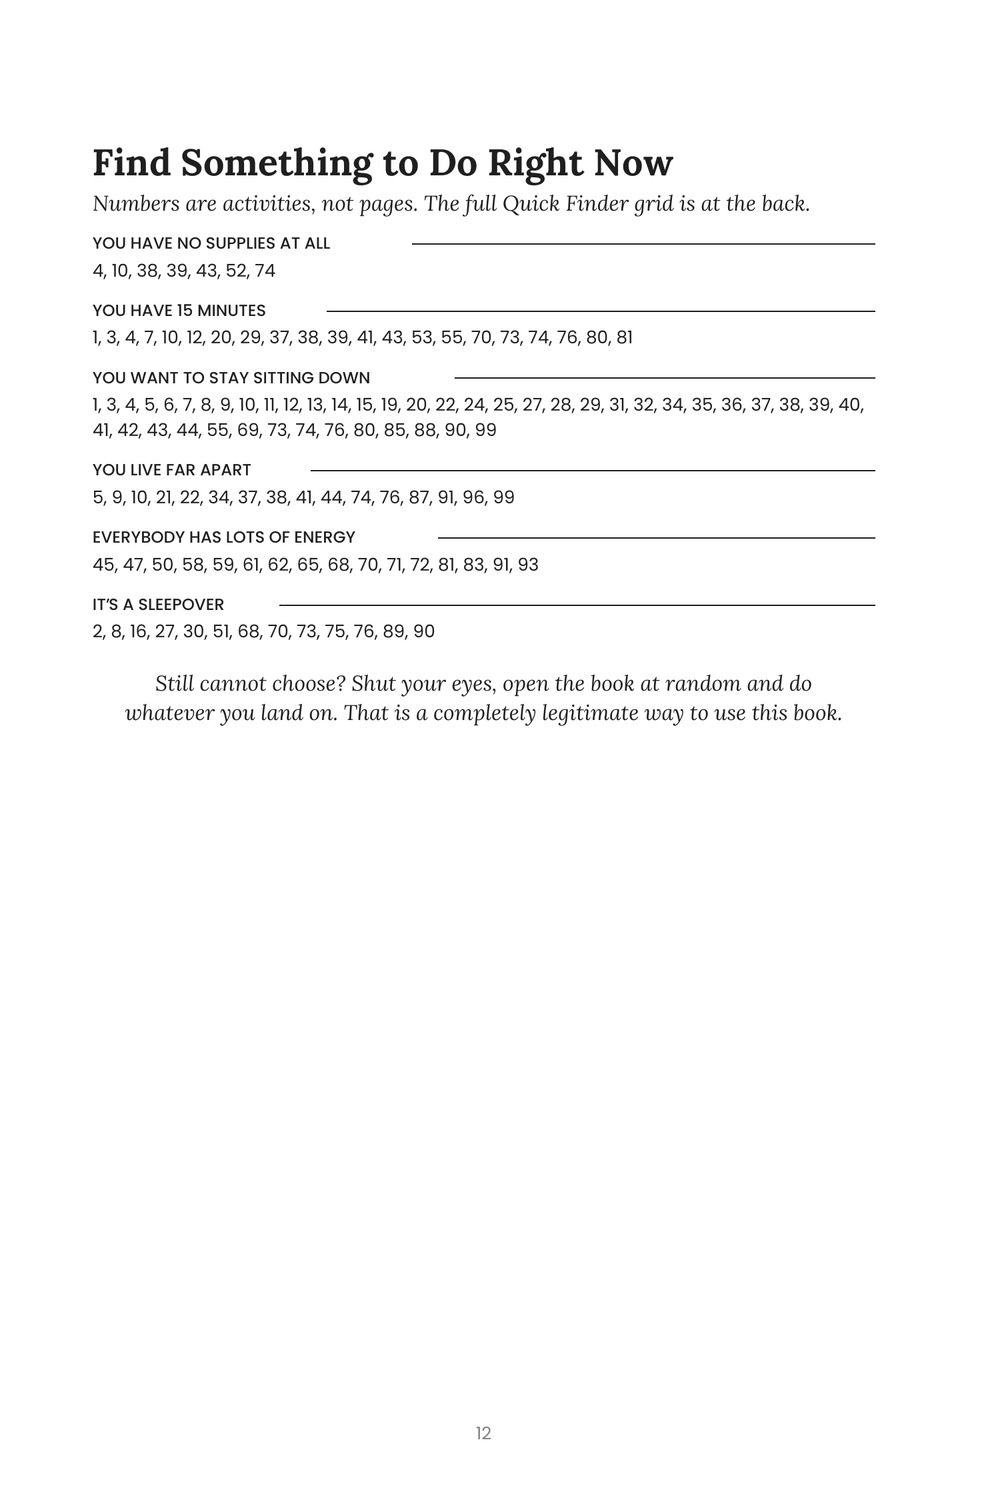 Find Something to Do Right Now
Numbers are activities, not pages. The full Quick Finder grid is at the back.
YOU HAVE NO SUPPLIES AT ALL
4, 10, 38, 39, 43, 52, 74
YOU HAVE 15 MINUTES
1, 3, 4, 7, 10, 12, 20, 29, 37, 38, 39, 41, 43, 53, 55, 70, 73, 74, 76, 80, 81
YOU WANT TO STAY SITTING DOWN
1, 3, 4, 5, 6, 7, 8, 9, 10, 11, 12, 13, 14, 15, 19, 20, 22, 24, 25, 27, 28, 29, 31, 32, 34, 35, 36, 37, 38, 39, 40,
41, 42, 43, 44, 55, 69, 73, 74, 76, 80, 85, 88, 90, 99
YOU LIVE FAR APART
5, 9, 10, 21, 22, 34, 37, 38, 41, 44, 74, 76, 87, 91, 96, 99
EVERYBODY HAS LOTS OF ENERGY
45, 47, 50, 58, 59, 61, 62, 65, 68, 70, 71, 72, 81, 83, 91, 93
IT’S A SLEEPOVER
2, 8, 16, 27, 30, 51, 68, 70, 73, 75, 76, 89, 90
Still cannot choose? Shut your eyes, open the book at random and do
whatever you land on. That is a completely legitimate way to use this book.
12